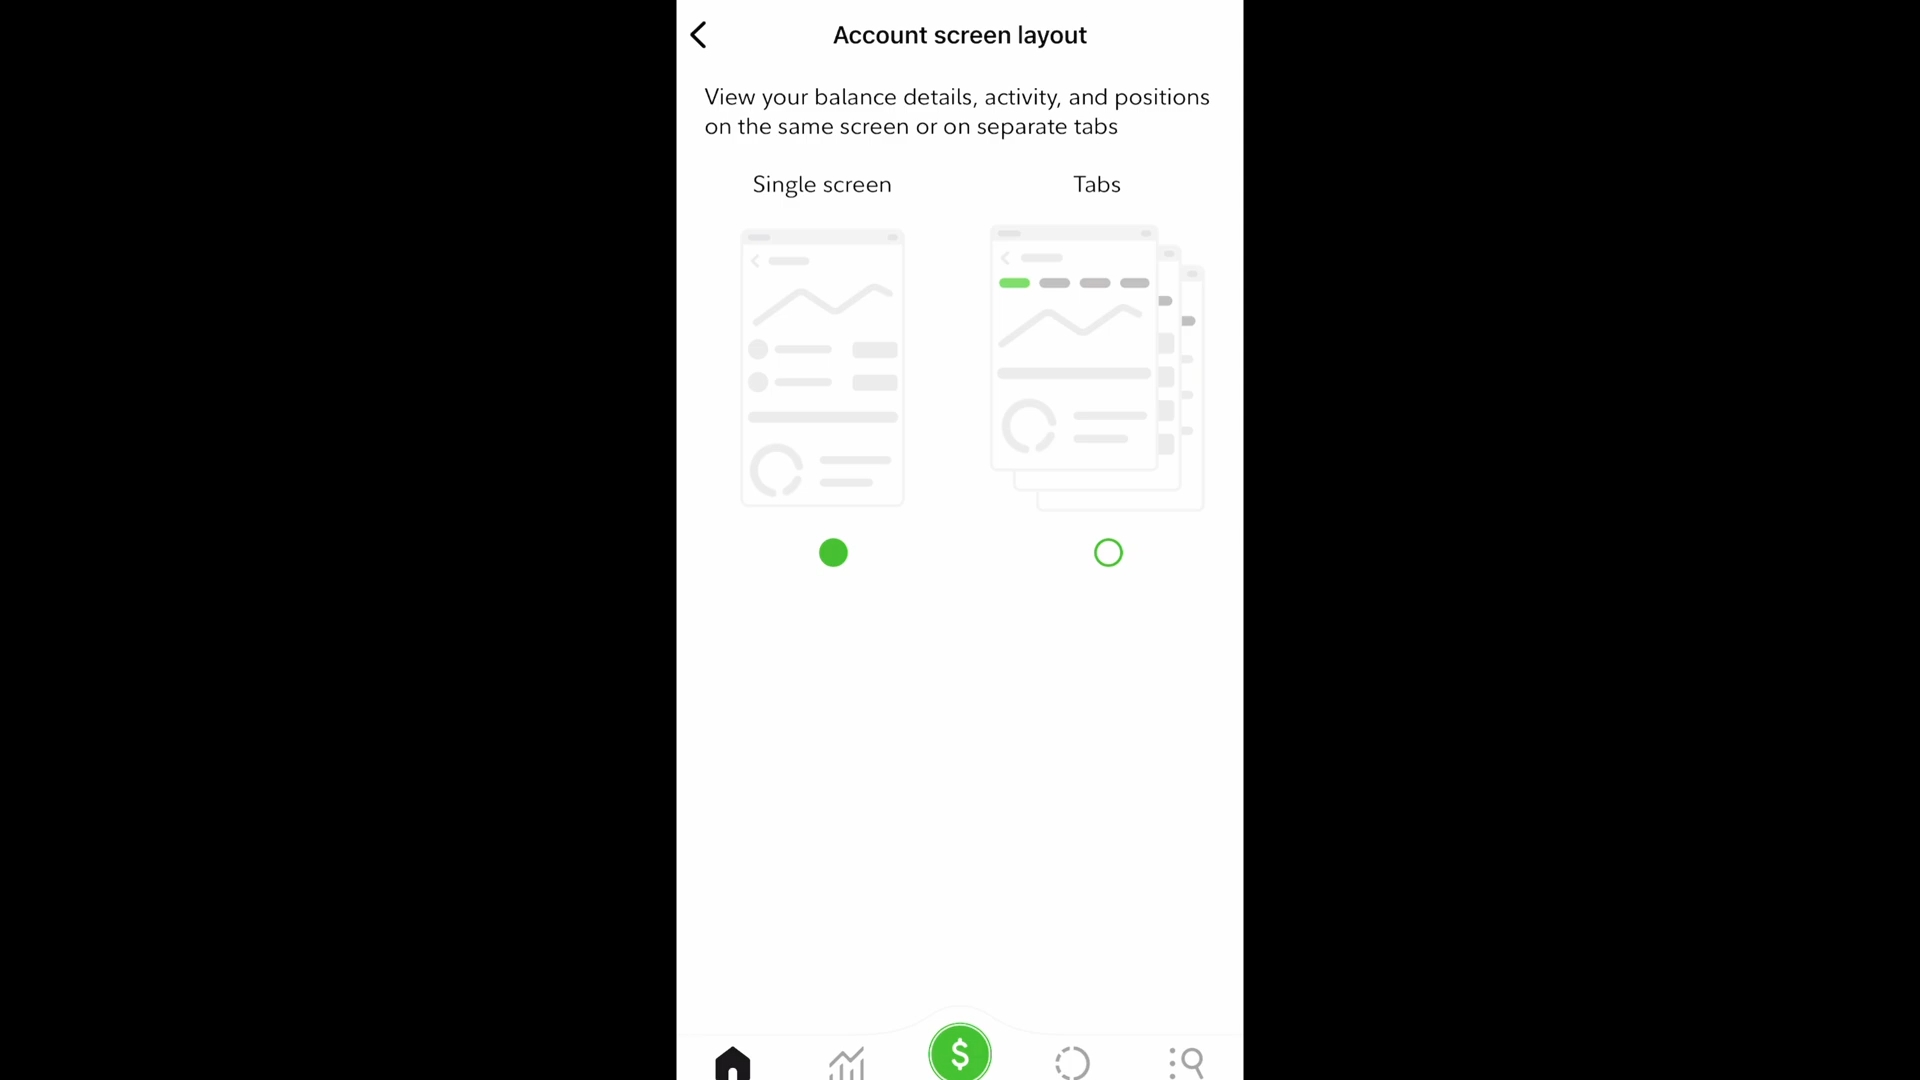 Account screen layout
View your balance details, activity, and positions
on the same screen or on separate tabs
Single screen
Tabs
$